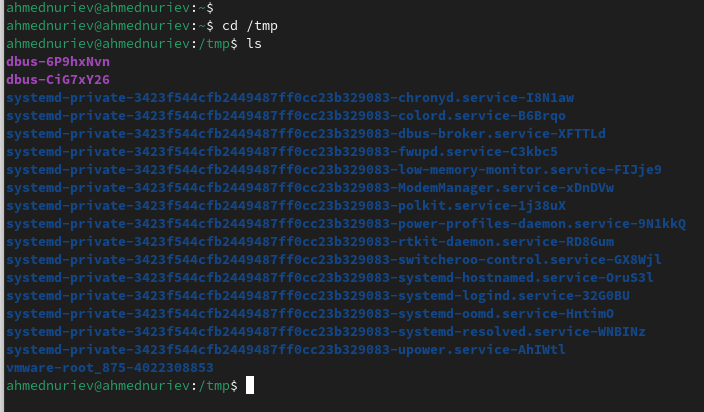 ahmednuriev@ahmednuriev:~$
ahmednuriev@ahmednuriev:~$ cd /tmp
ahmednuriev@ahmednuriev:/tmp$ ls
dbus-6P9hxNvn
dbus-CiG7xY26
systemd-private-3423f544cfb2449487ff0cc23b329083-chronyd.service-I8N1aw
systemd-private-3423f544cfb2449487ff0cc23b329083-colord.service-B6Brqo
systemd-private-3423f544cfb2449487ff0cc23b329083-dbus-broker.service-XFTTLd
systemd-private-3423f544cfb2449487ff0cc23b329083-fwupd.service-C3kbc5
systemd-private-3423f544cfb2449487ff0cc23b329083-low-memory-monitor.service-FIJje9
systemd-private-3423f544cfb2449487ff0cc23b329083-ModemManager.service-xDnDVw
systemd-private-3423f544cfb2449487ff0cc23b329083-polkit.service-1j38uX
systemd-private-3423f544cfb2449487ff0cc23b329083-power-profiles-daemon.service-9N1kkQ
systemd-private-3423f544cfb2449487ff0cc23b329083-rtkit-daemon.service-RD8Gum
systemd-private-3423f544cfb2449487ff0cc23b329083-switcheroo-control.service-GX8Wjl
systemd-private-3423f544cfb2449487ff0cc23b329083-systemd-hostnamed.service-OruS3l
systemd-private-3423f544cfb2449487ff0cc23b329083-systemd-logind.service-32G0BU
systemd-private-3423f544cfb2449487ff0cc23b329083-systemd-oomd.service-HntimO
systemd-private-3423f544cfb2449487ff0cc23b329083-systemd-resolved.service-WNBINz
systemd-private-3423f544cfb2449487ff0cc23b329083-upower.service-AhIWtl
vmware-root_875-4022308853
ahmednuriev@ahmednuriev:/tmp$